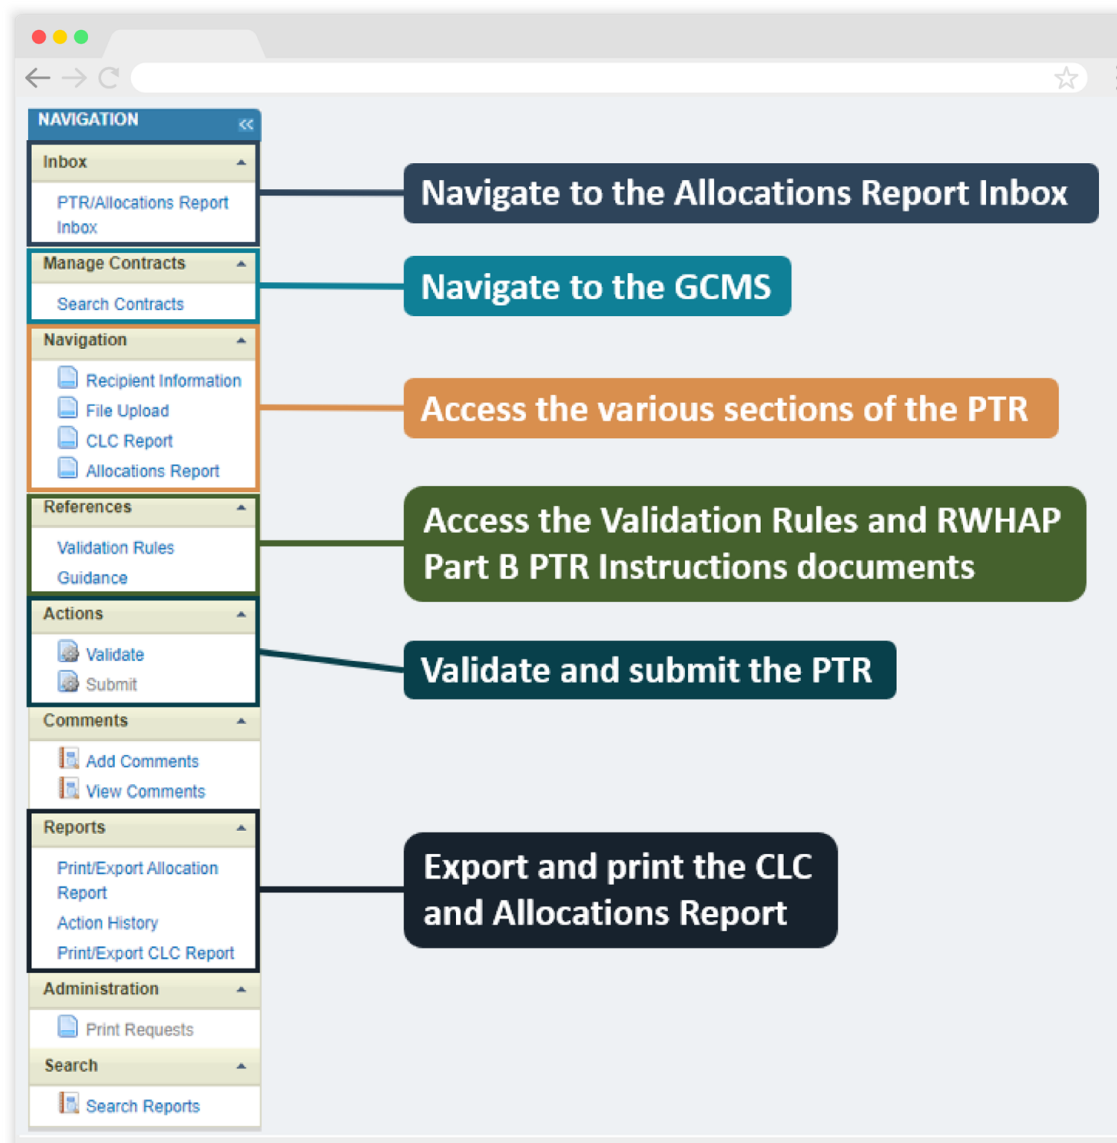 NAVIGATION
Inbox
PTR/Allocations Report
Inbox
Navigate to the Allocations Report Inbox
Manage Contracts
Search Contracts
Navigate to the GCMS
Navigation
Recipient Information
File Upload
CLC Report
Allocations Report
Access the various sections of the PTR
References
Validation Rules
Guidance
Access the Validation Rules and RWHAP
Part B PTR Instructions documents
Actions
Validate
Submit
Validate and submit the PTR
Comments
Add Comments
View Comments
Reports
Print/Export Allocation
Report
Action History
Print/Export CLC Report
Export and print the CLC
and Allocations Report
Administration
Print Requests
Search
Search Reports